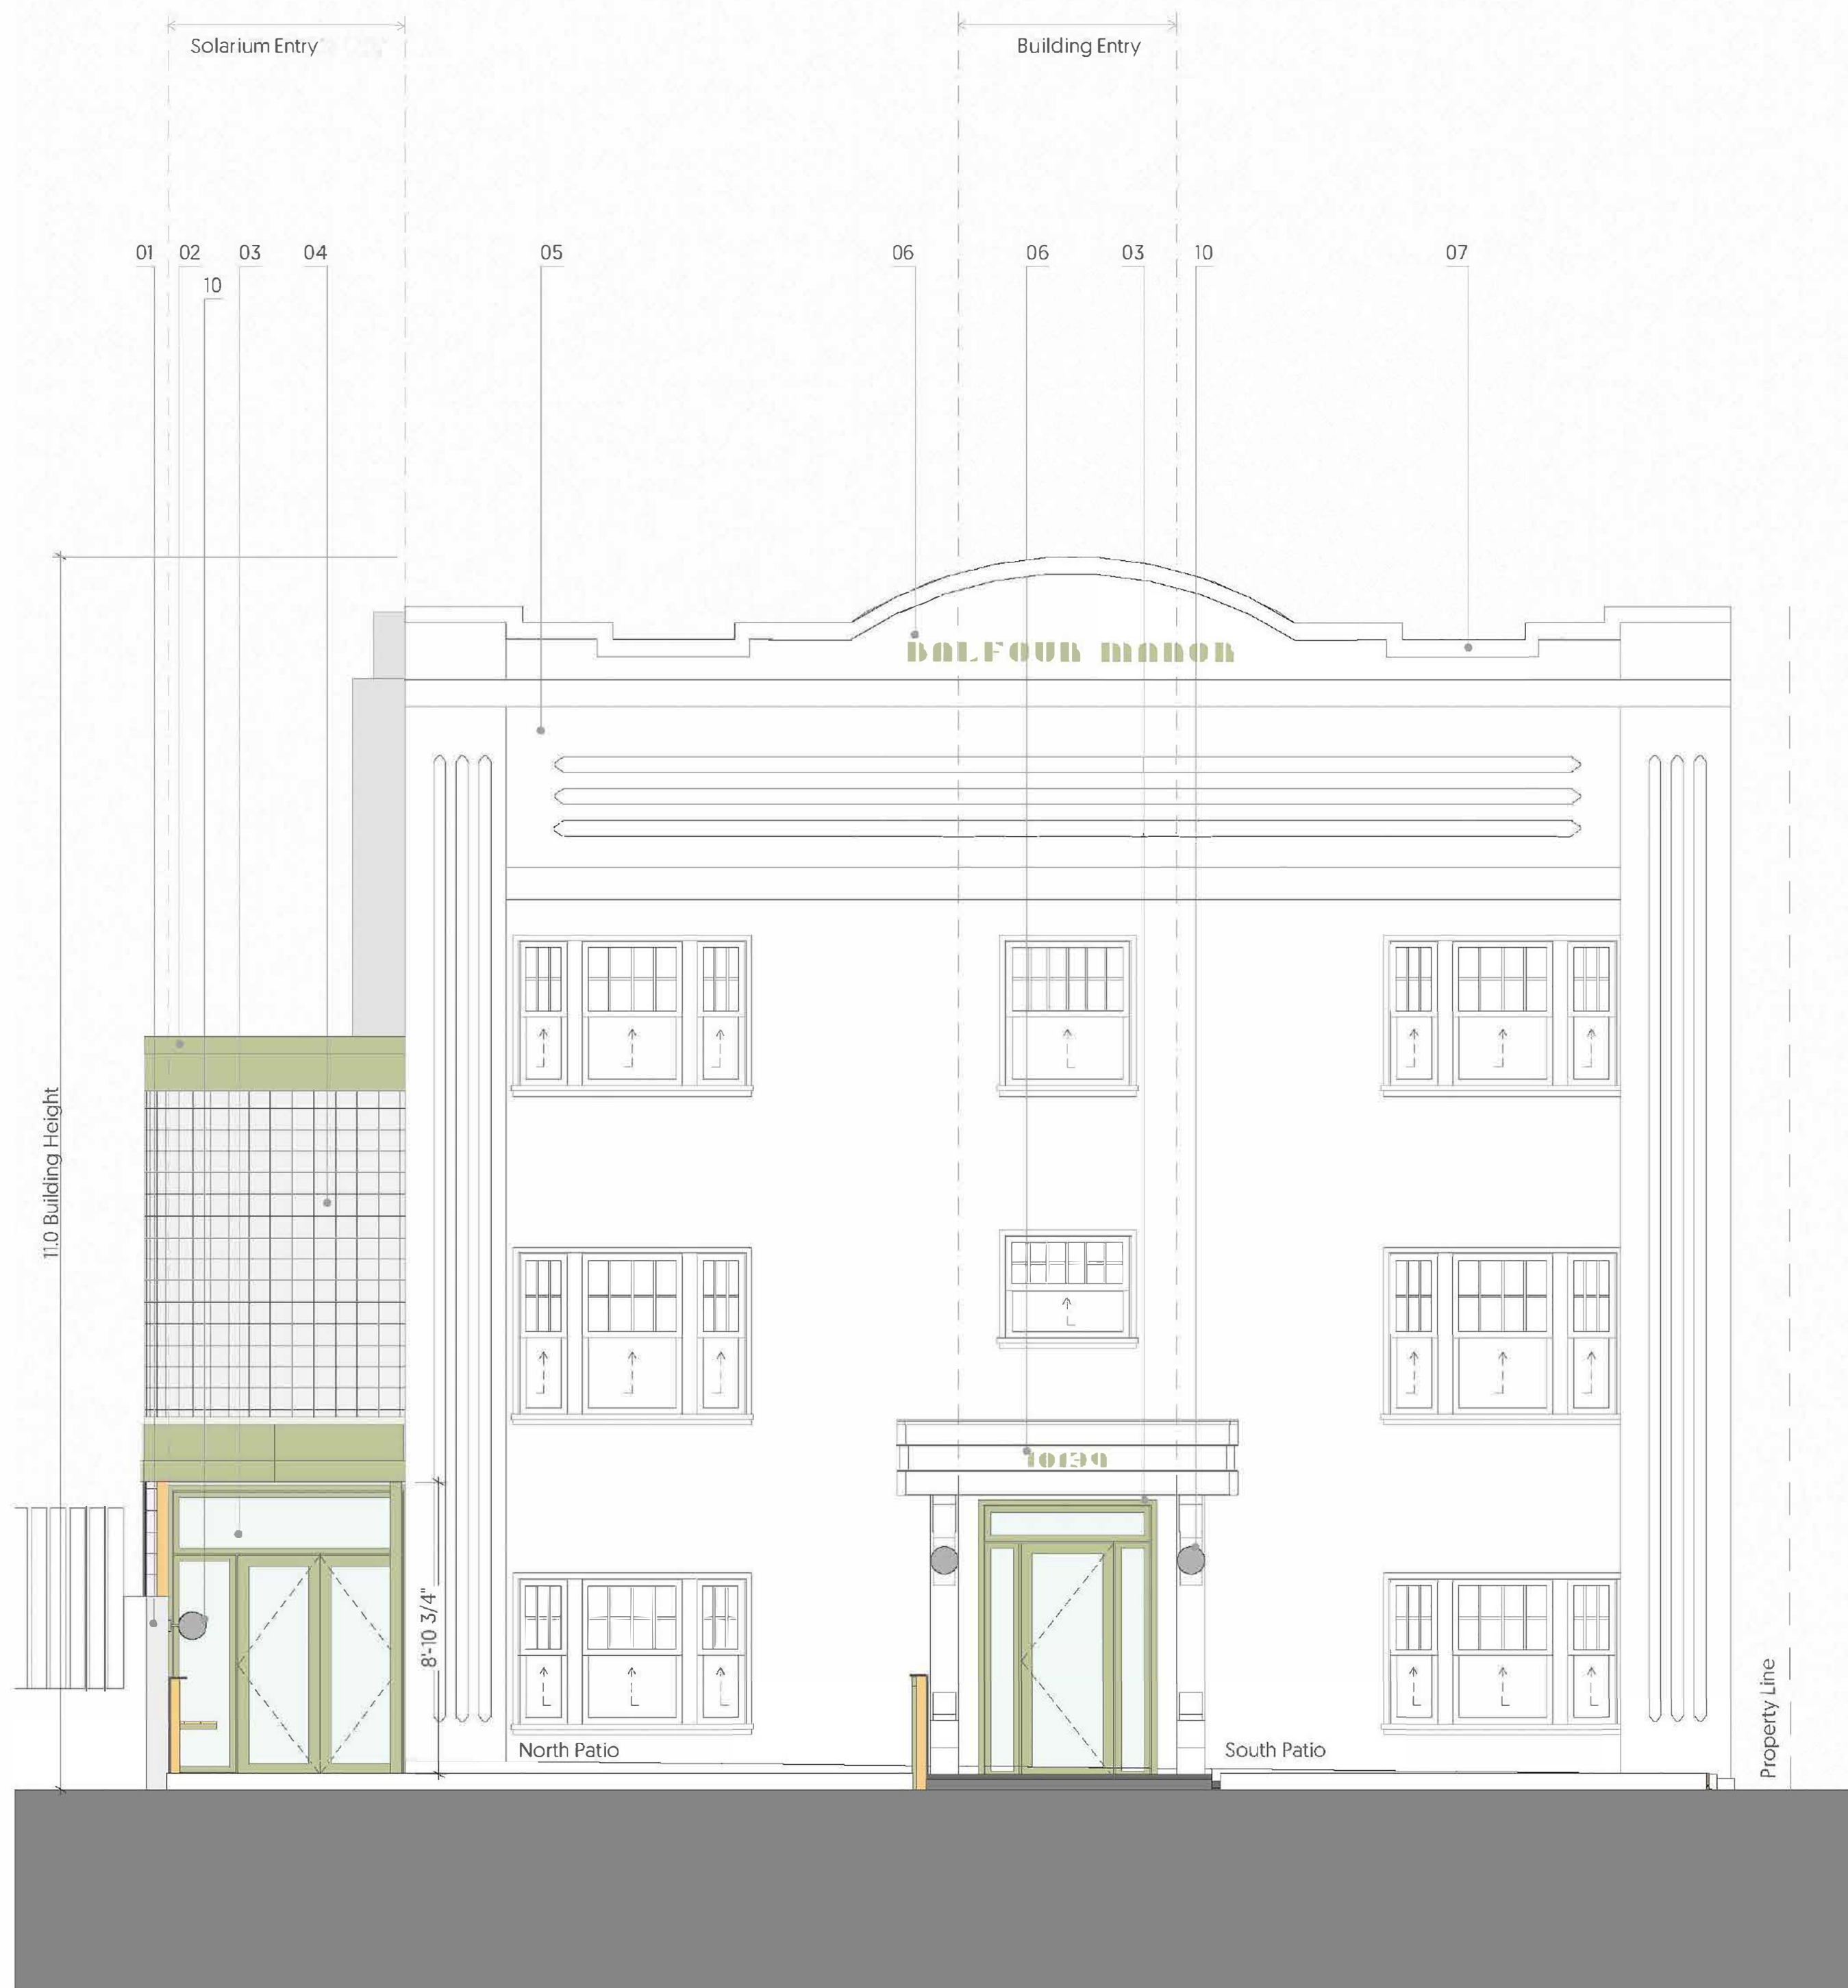 Solarium Entry
Building Entry
01 02 03 04 05 06 06 03 10 07
10
BALFOUR MANOR
11.0 Building Height
10139
8'-10 3/4"
North Patio
South Patio
Property Line